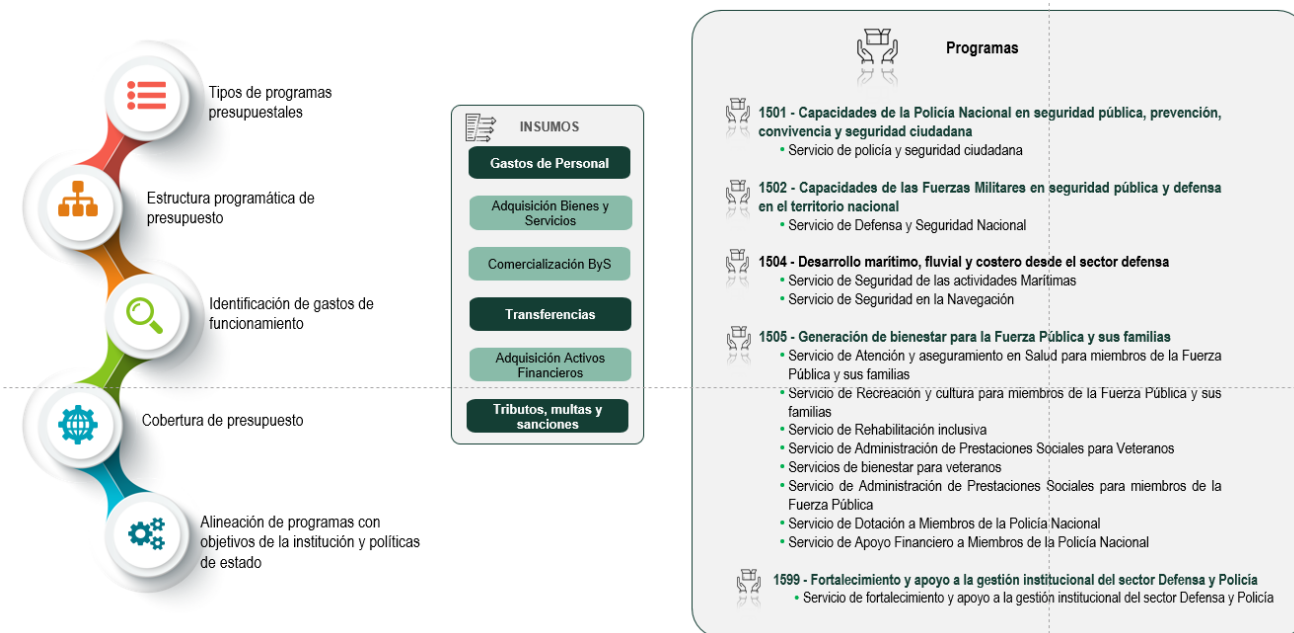 Tipos de programas
presupuestales
Estructura programática de
presupuesto
Identificación de gastos de
funcionamiento
Cobertura de presupuesto
Alineación de programas con
objetivos de la institución y políticas
de estado
INSUMOS
Gastos de Personal
Adquisición Bienes y
Servicios
Comercialización ByS
Transferencias
Adquisición Activos
Financieros
Tributos, multas y
sanciones
Programas
1501 - Capacidades de la Policía Nacional en seguridad pública, prevención,
convivencia y seguridad ciudadana
• Servicio de policía y seguridad ciudadana
1502 - Capacidades de las Fuerzas Militares en seguridad pública y defensa
en el territorio nacional
• Servicio de Defensa y Seguridad Nacional
1504 - Desarrollo marítimo, fluvial y costero desde el sector defensa
• Servicio de Seguridad de las actividades Marítimas
• Servicio de Seguridad en la Navegación
1505 - Generación de bienestar para la Fuerza Pública y sus familias
• Servicio de Atención y aseguramiento en Salud para miembros de la Fuerza
Pública y sus familias
• Servicio de Recreación y cultura para miembros de la Fuerza Pública y sus
familias
• Servicio de Rehabilitación inclusiva
• Servicio de Administración de Prestaciones Sociales para Veteranos
• Servicios de bienestar para veteranos
• Servicio de Administración de Prestaciones Sociales para miembros de la
Fuerza Pública
• Servicio de Dotación a Miembros de la Policía Nacional
• Servicio de Apoyo Financiero a Miembros de la Policía Nacional
1599 - Fortalecimiento y apoyo a la gestión institucional del sector Defensa y Policía
• Servicio de fortalecimiento y apoyo a la gestión institucional del sector Defensa y Policía